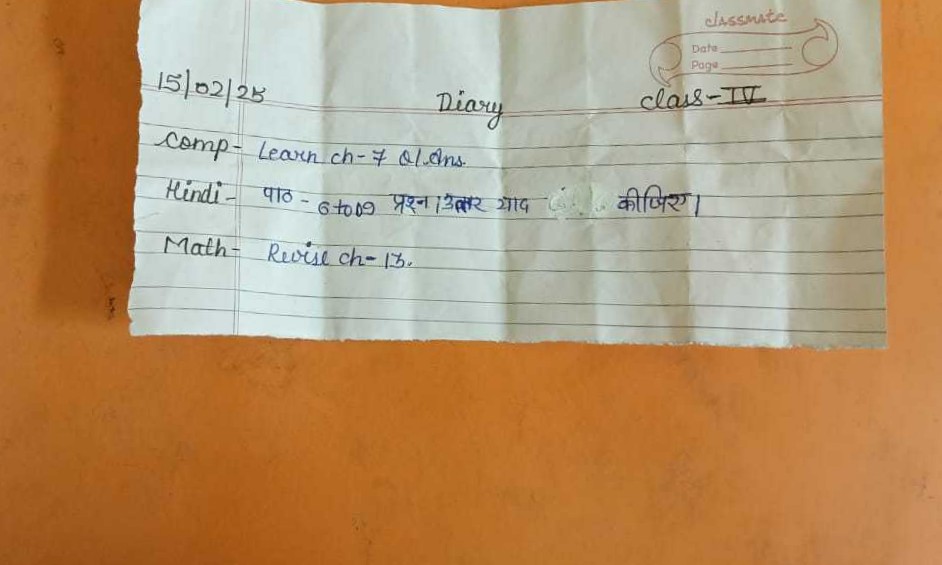 classmate
Date
Page
15/02/25 Diary Class-IV
Comp- Learn ch-7 Q/Ans.
Hindi- पाठ - 6 to 09 प्रश्न।उत्तर याद कीजिए।
Math- Revise ch-13.